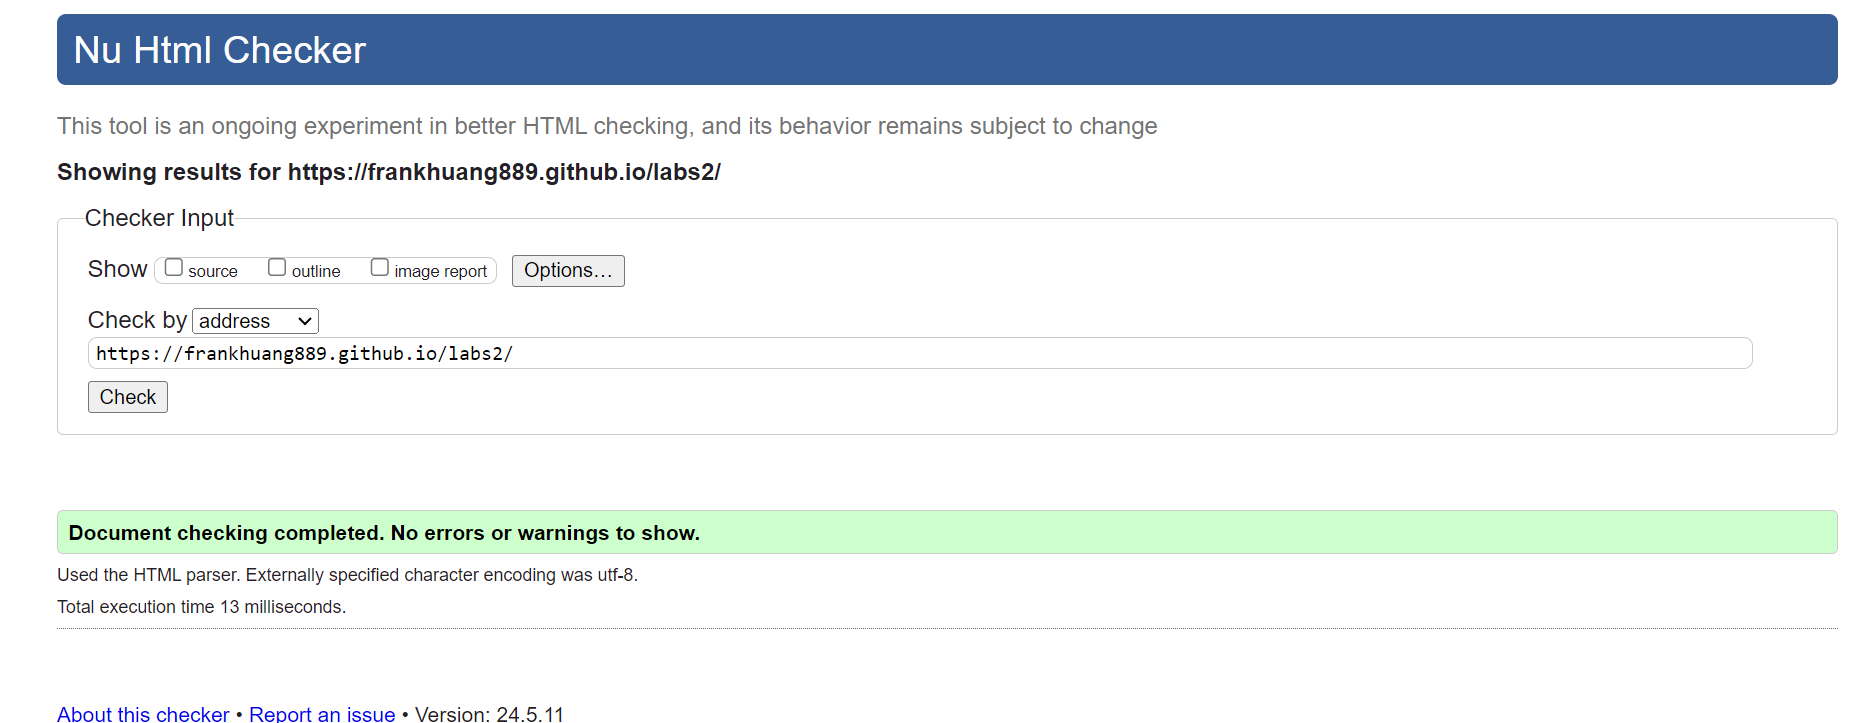 Nu Html Checker
This tool is an ongoing experiment in better HTML checking, and its behavior remains subject to change
Showing results for https://frankhuang889.github.io/labs2/
Checker Input
Show source outline image report Options...
Check by address
https://frankhuang889.github.io/labs2/
Check
Document checking completed. No errors or warnings to show.
Used the HTML parser. Externally specified character encoding was utf-8.
Total execution time 13 milliseconds.
About this checker • Report an issue • Version: 24.5.11